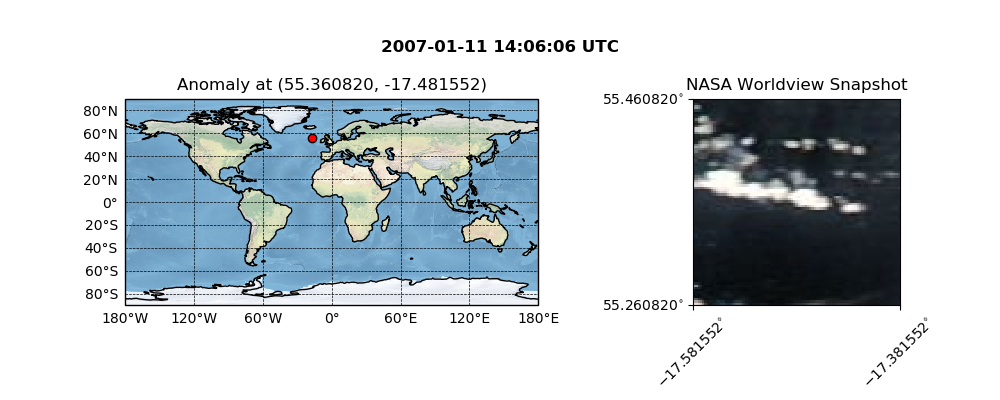 2007-01-11 14:06:06 UTC
Anomaly at (55.360820, -17.481552)
NASA Worldview Snapshot
80°N
60°N
40°N
20°N
0°
20°S
40°S
60°S
80°S
180°W 120°W 60°W 0° 60°E 120°E 180°E
55.460820°
55.260820°
−17.581552°
−17.381552°